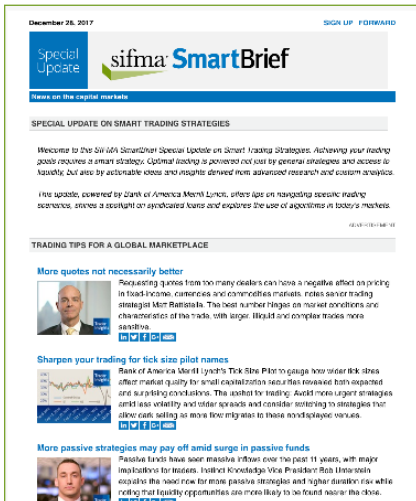 December 26, 2017
SIGN UP FORWARD
Special
Update
sifma SmartBrief
News on the capital markets
SPECIAL UPDATE ON SMART TRADING STRATEGIES
Welcome to this SIFMA SmartBrief Special Update on Smart Trading Strategies. Achieving your trading
goals requires a smart strategy. Optimal trading is powered not just by general strategies and access to
liquidity, but also by actionable ideas and insights derived from advanced research and custom analytics.
This update, powered by Bank of America Merrill Lynch, offers tips on navigating specific trading
scenarios, shines a spotlight on syndicated loans and explores the use of algorithms in today's markets.
ADVERTISEMENT
TRADING TIPS FOR A GLOBAL MARKETPLACE
More quotes not necessarily better
Requesting quotes from too many dealers can have a negative effect on pricing
in fixed-income, currencies and commodities markets, notes senior trading
strategist Matt Battistella. The best number hinges on market conditions and
characteristics of the trade, with larger, illiquid and complex trades more
sensitive.
Sharpen your trading for tick size pilot names
Bank of America Merrill Lynch's Tick Size Pilot to gauge how wider tick sizes
affect market quality for small capitalization securities revealed both expected
and surprising conclusions. The upshot for trading: Avoid more urgent strategies
amid less volatility and wider spreads and consider switching to strategies that
allow dark selling as more flow migrates to these nondisplayed venues.
More passive strategies may pay off amid surge in passive funds
Passive funds have seen massive inflows over the past 11 years, with major
implications for traders. Instinct Knowledge Vice President Bob Unterstein
explains the need now for more passive strategies and higher duration risk while
noting that liquidity opportunities are more likely to be found nearer the close.